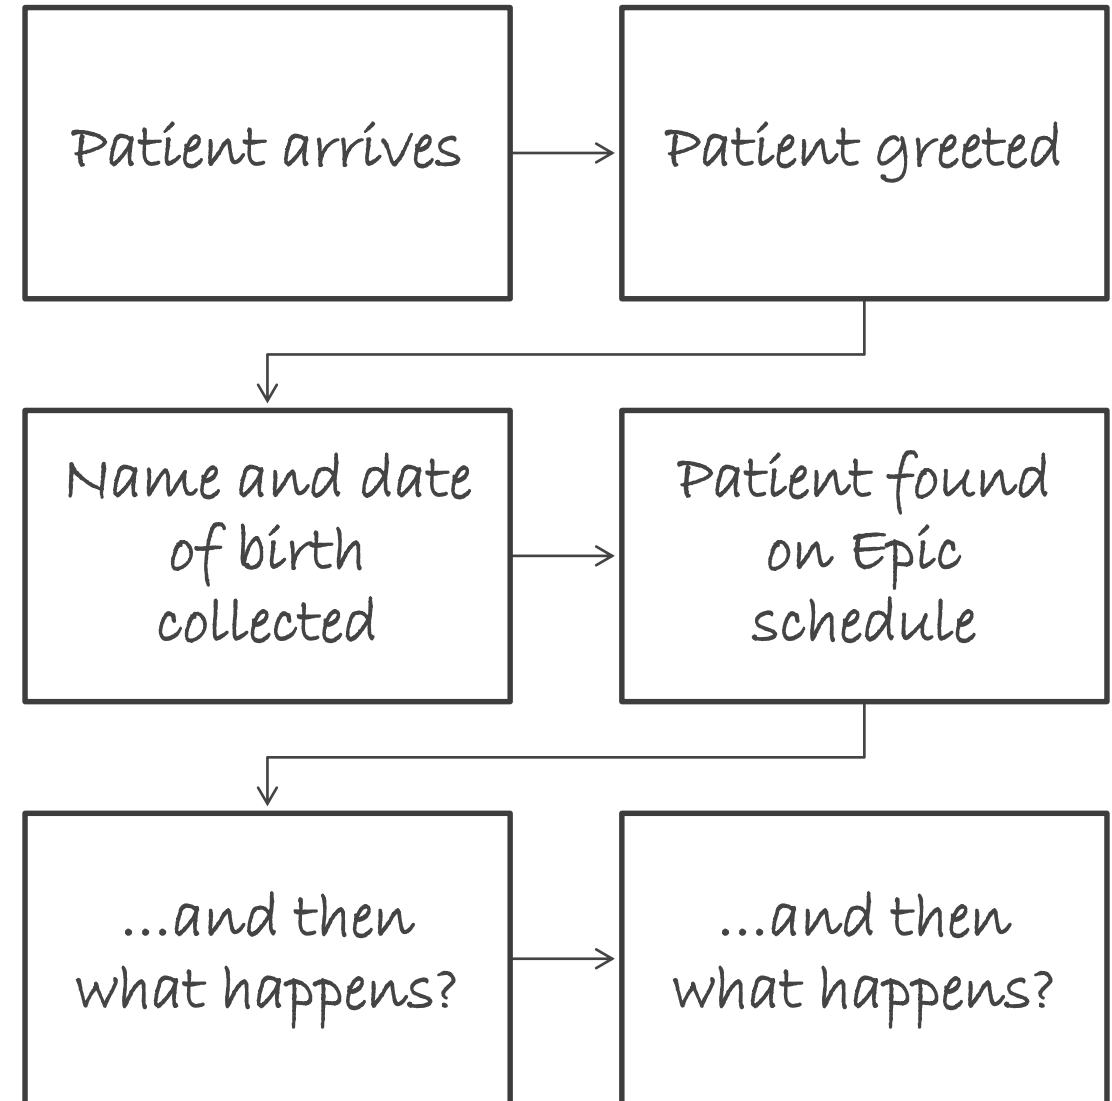 Patient arrives
Patient greeted
Name and date
of birth
collected
Patient found
on Epic
schedule
...and then
what happens?
...and then
what happens?